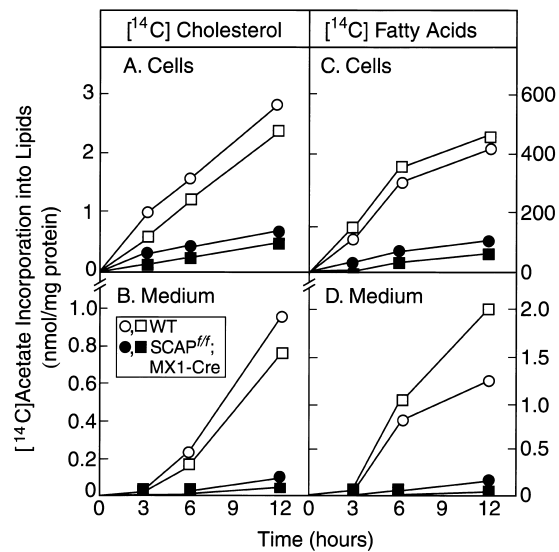 [¹⁴C] Cholesterol
[¹⁴C] Fatty Acids
[¹⁴C]Acetate Incorporation into Lipids
(nmol/mg protein)
A. Cells
3
2
1
0
C. Cells
600
400
200
0
B. Medium
○,□ WT
●,■ SCAPᶠ/ᶠ;
MX1-Cre
1.0
0.8
0.6
0.4
0.2
0
D. Medium
2.0
1.5
1.0
0.5
0
0 3 6 9 12
0 3 6 9 12
Time (hours)